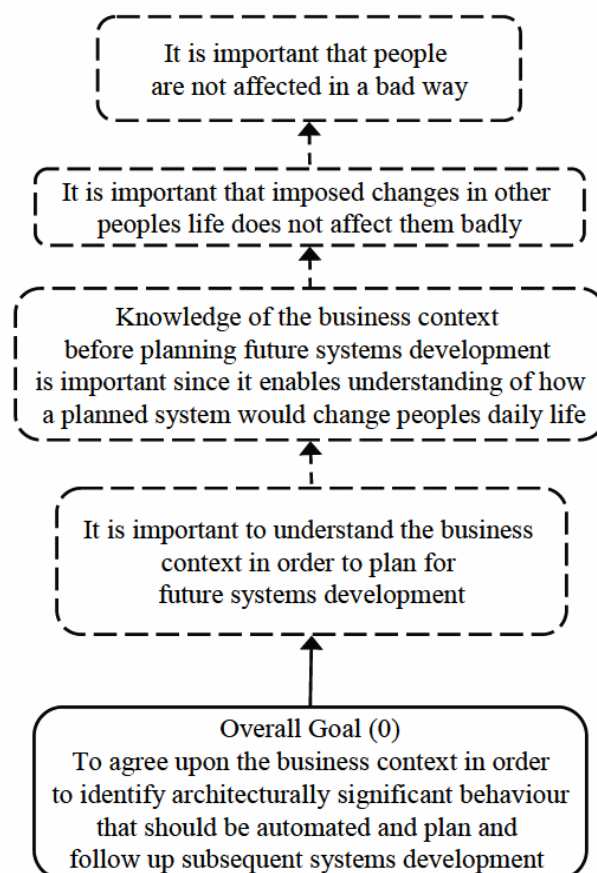 It is important that people
are not affected in a bad way
It is important that imposed changes in other
peoples life does not affect them badly
Knowledge of the business context
before planning future systems development
is important since it enables understanding of how
a planned system would change peoples daily life
It is important to understand the business
context in order to plan for
future systems development
Overall Goal (0)
To agree upon the business context in order
to identify architecturally significant behaviour
that should be automated and plan and
follow up subsequent systems development